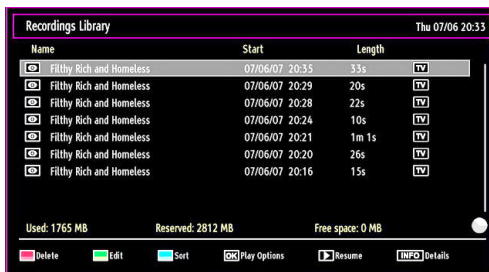 Recordings Library Thu 07/06 20:33
Name Start Length
Filthy Rich and Homeless 07/06/07 20:35 33s TV
Filthy Rich and Homeless 07/06/07 20:29 20s TV
Filthy Rich and Homeless 07/06/07 20:28 22s TV
Filthy Rich and Homeless 07/06/07 20:24 10s TV
Filthy Rich and Homeless 07/06/07 20:21 1m 1s TV
Filthy Rich and Homeless 07/06/07 20:20 26s TV
Filthy Rich and Homeless 07/06/07 20:16 15s TV
Used: 1765 MB Reserved: 2812 MB Free space: 0 MB
Delete Edit Sort OK Play Options Resume INFO Details